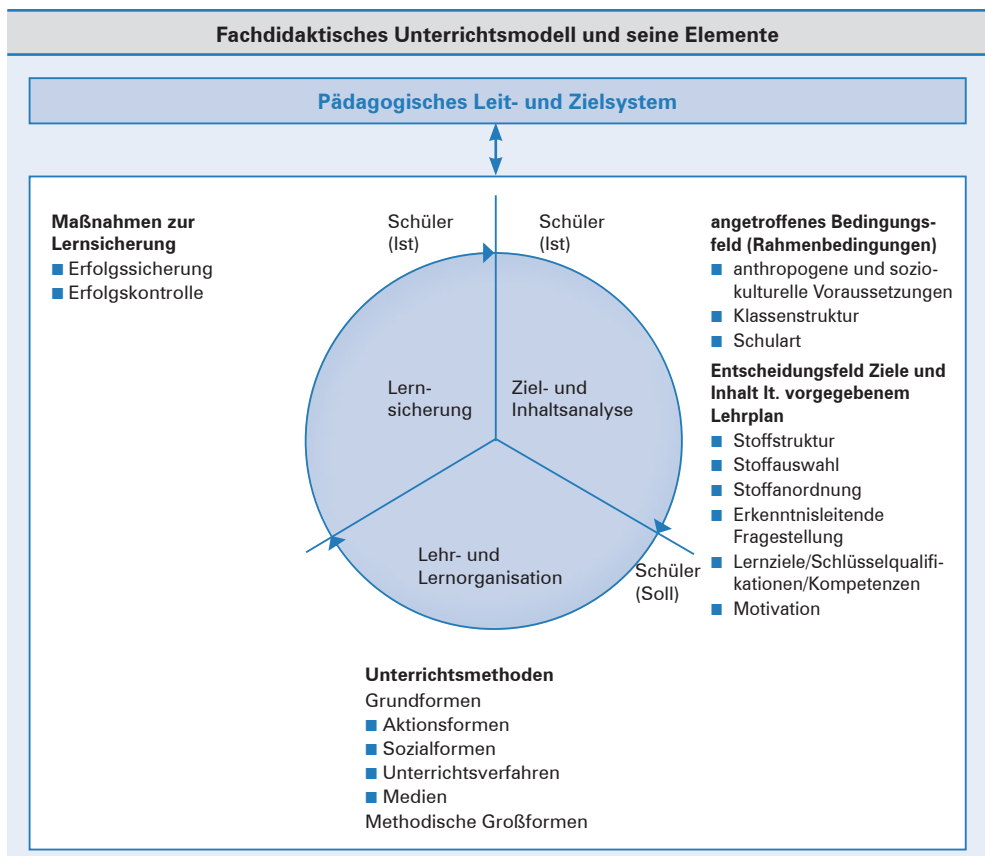 Fachdidaktisches Unterrichtsmodell und seine Elemente
Pädagogisches Leit- und Zielsystem
Maßnahmen zur
Lernsicherung
■ Erfolgssicherung
■ Erfolgskontrolle
Schüler
(Ist)
Schüler
(Ist)
angetroffenes Bedingungs-
feld (Rahmenbedingungen)
■ anthropogene und sozio-
kulturelle Voraussetzungen
■ Klassenstruktur
■ Schulart
Entscheidungsfeld Ziele und
Inhalt lt. vorgegebenem
Lehrplan
■ Stoffstruktur
■ Stoffauswahl
■ Stoffanordnung
■ Erkenntnisleitende
Fragestellung
■ Lernziele/Schlüsselqualifi-
kationen/Kompetenzen
■ Motivation
Lern-
sicherung
Ziel- und
Inhaltsanalyse
Lehr- und
Lernorganisation
Schüler
(Soll)
Unterrichtsmethoden
Grundformen
■ Aktionsformen
■ Sozialformen
■ Unterrichtsverfahren
■ Medien
Methodische Großformen